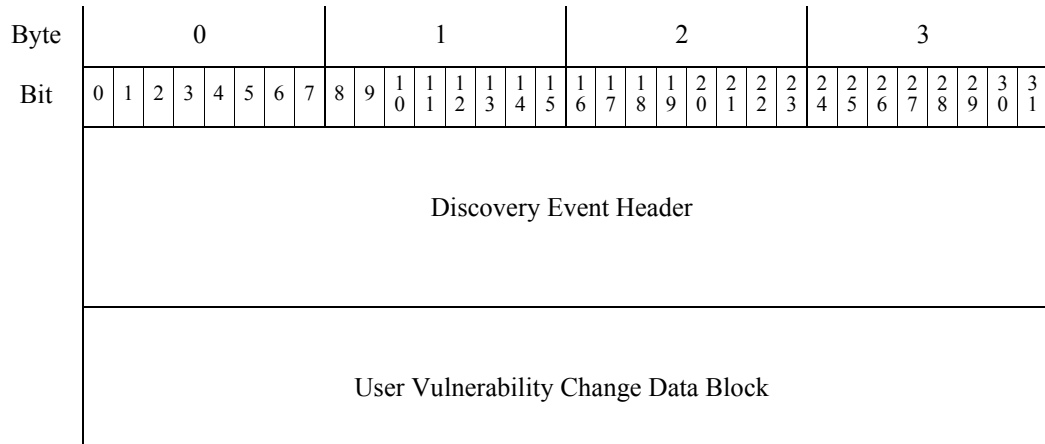 Byte 0 1 2 3
Bit 0 1 2 3 4 5 6 7 8 9 10 11 12 13 14 15 16 17 18 19 20 21 22 23 24 25 26 27 28 29 30 31
Discovery Event Header
User Vulnerability Change Data Block